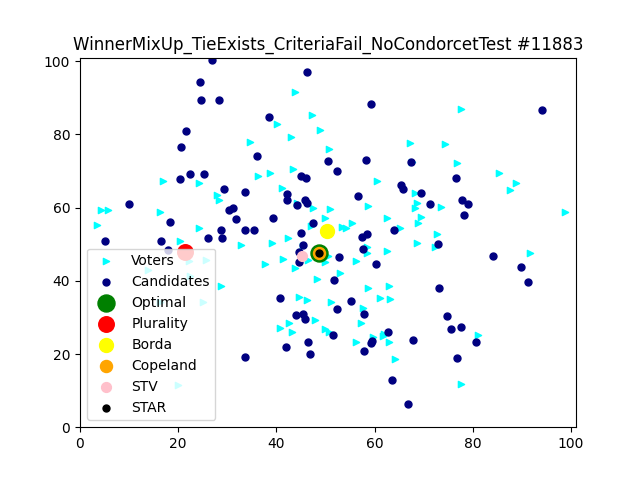 WinnerMixUp_TieExists_CriteriaFail_NoCondorcetTest #11883
100
80
60
40
20
0
Voters
Candidates
Optimal
Plurality
Borda
Copeland
STV
STAR
0 20 40 60 80 100